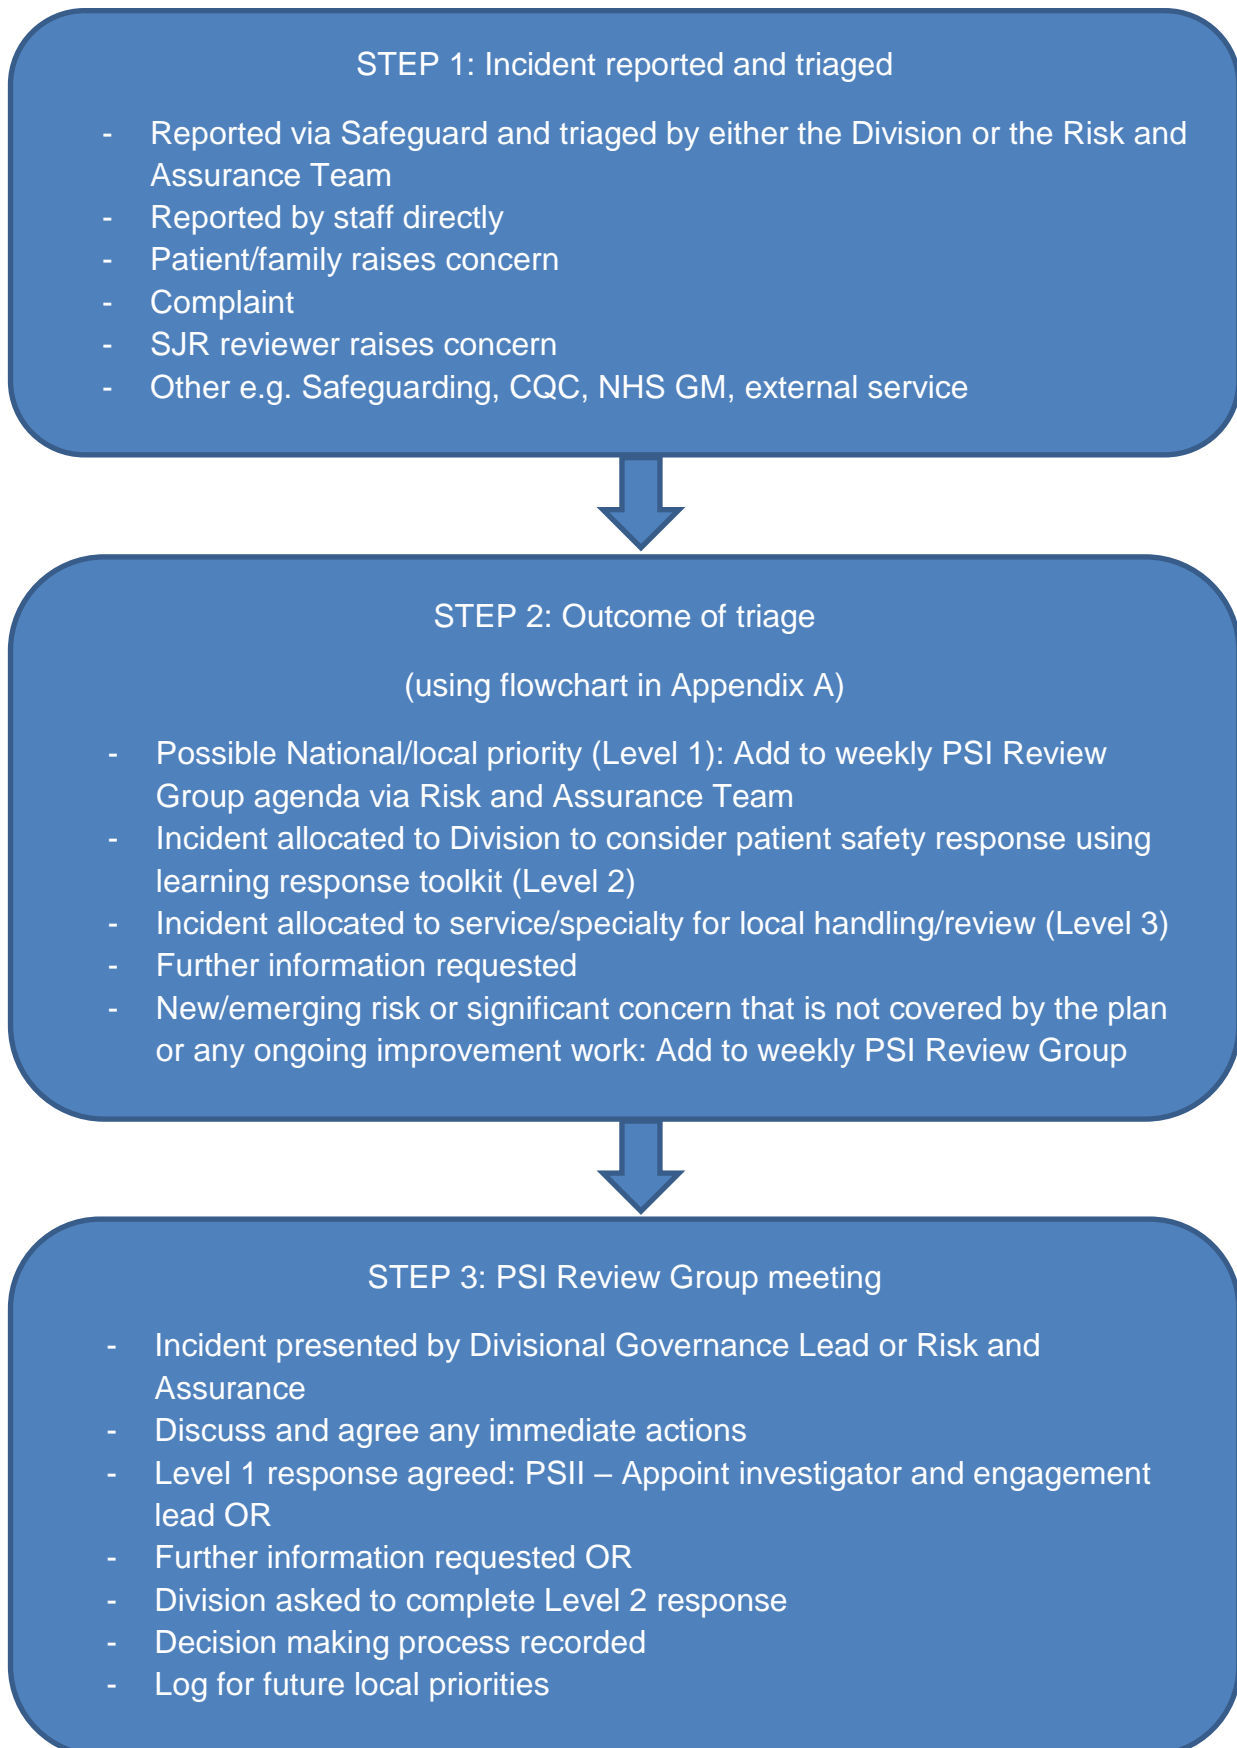 STEP 1: Incident reported and triaged
- Reported via Safeguard and triaged by either the Division or the Risk and
Assurance Team
- Reported by staff directly
- Patient/family raises concern
- Complaint
- SJR reviewer raises concern
- Other e.g. Safeguarding, CQC, NHS GM, external service
STEP 2: Outcome of triage
(using flowchart in Appendix A)
- Possible National/local priority (Level 1): Add to weekly PSI Review
Group agenda via Risk and Assurance Team
- Incident allocated to Division to consider patient safety response using
learning response toolkit (Level 2)
- Incident allocated to service/specialty for local handling/review (Level 3)
- Further information requested
- New/emerging risk or significant concern that is not covered by the plan
or any ongoing improvement work: Add to weekly PSI Review Group
STEP 3: PSI Review Group meeting
- Incident presented by Divisional Governance Lead or Risk and
Assurance
- Discuss and agree any immediate actions
- Level 1 response agreed: PSII – Appoint investigator and engagement
lead OR
- Further information requested OR
- Division asked to complete Level 2 response
- Decision making process recorded
- Log for future local priorities